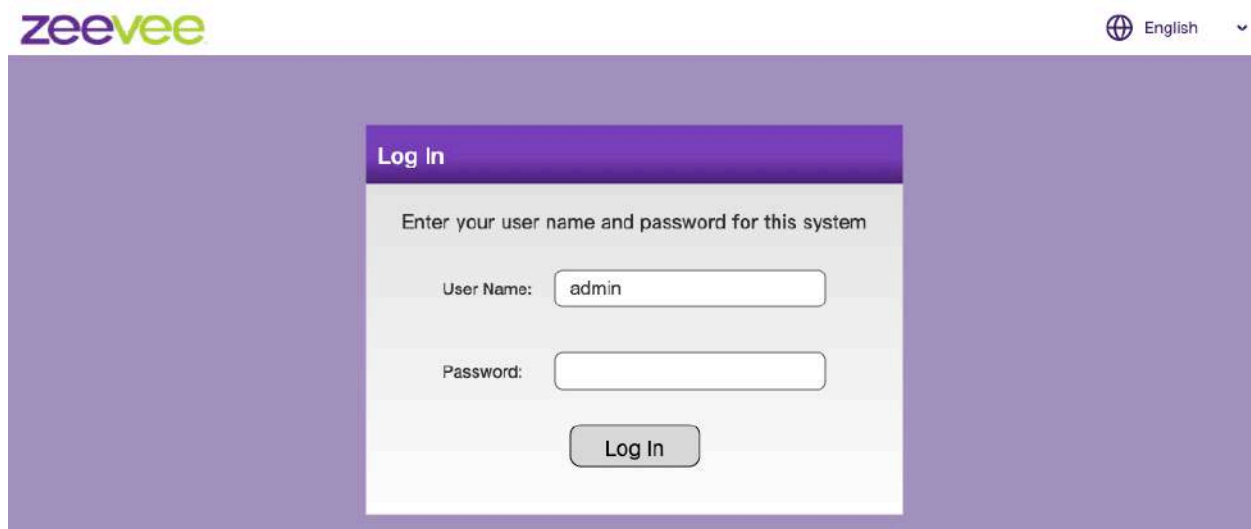 zeevee
English
Log In
Enter your user name and password for this system
User Name: admin
Password:
Log In